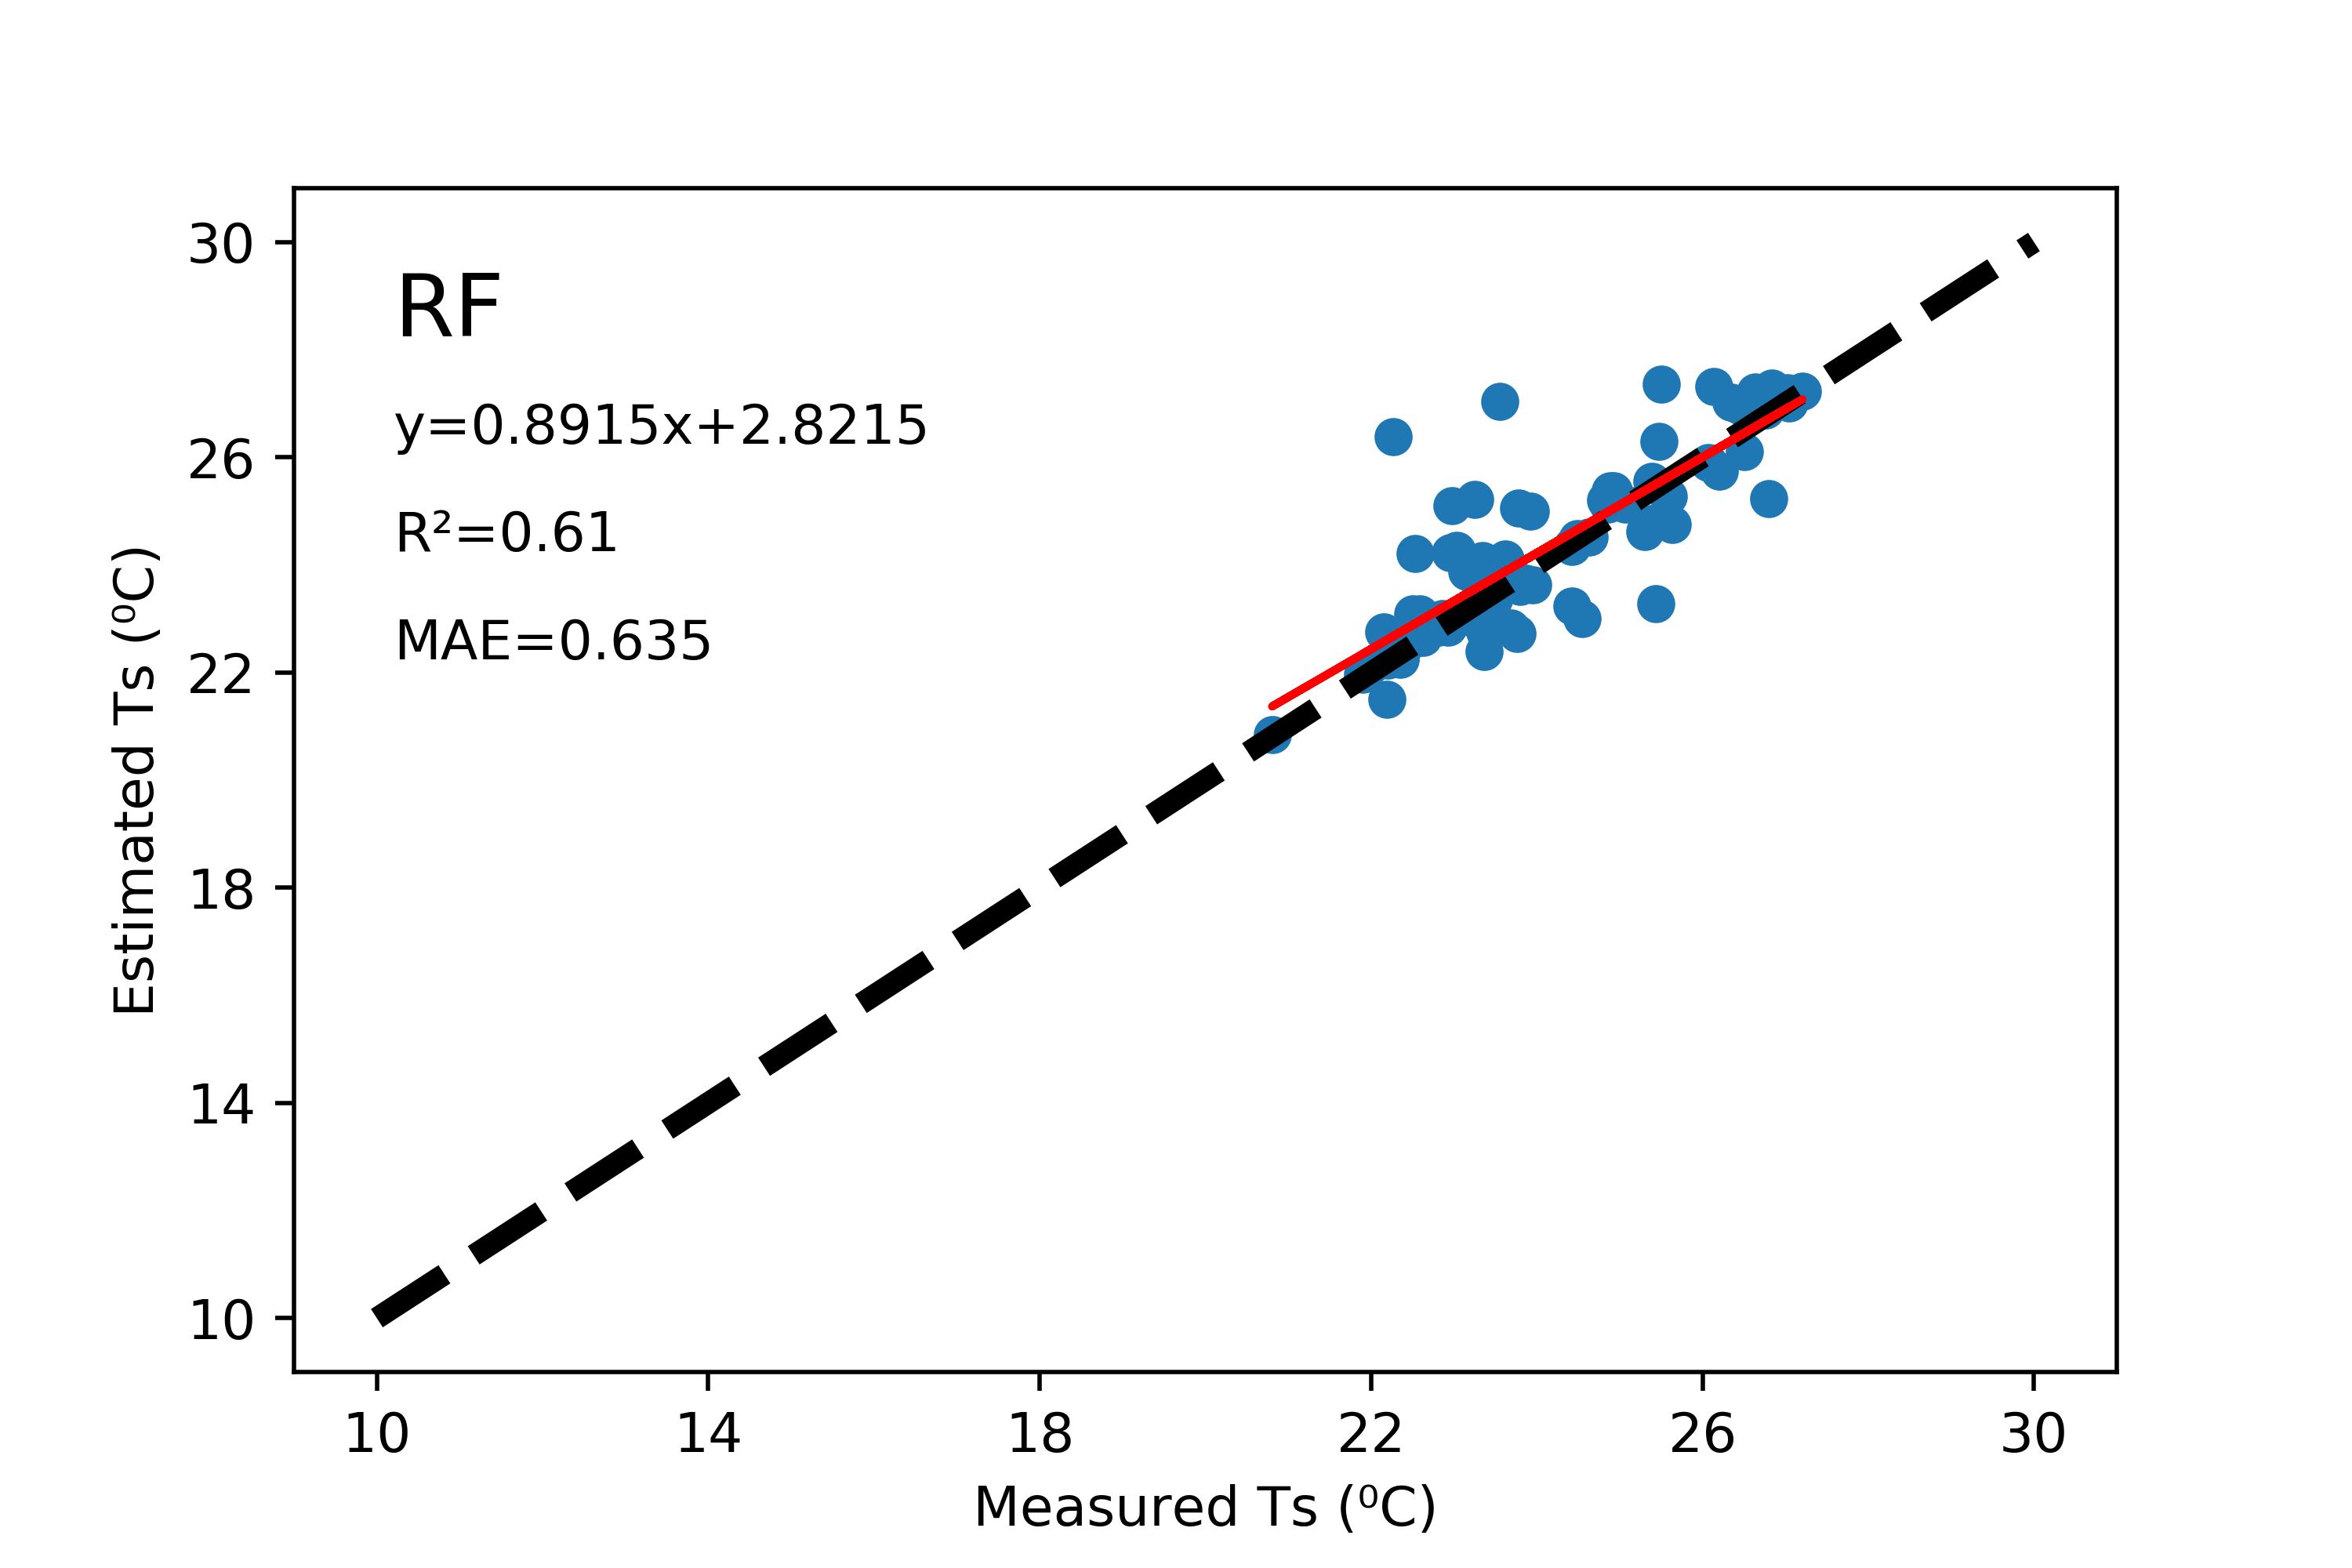 RF
y=0.8915x+2.8215
R²=0.61
MAE=0.635
Estimated Ts (⁰C)
30
26
22
18
14
10
10 14 18 22 26 30
Measured Ts (⁰C)